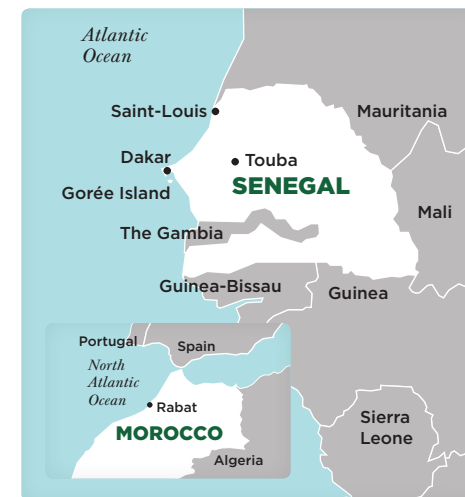 Atlantic
Ocean
Saint-Louis
Mauritania
Dakar
Touba
Gorée Island
SENEGAL
Mali
The Gambia
Guinea-Bissau
Guinea
Portugal
Spain
North
Atlantic
Ocean
Rabat
MOROCCO
Algeria
Sierra
Leone